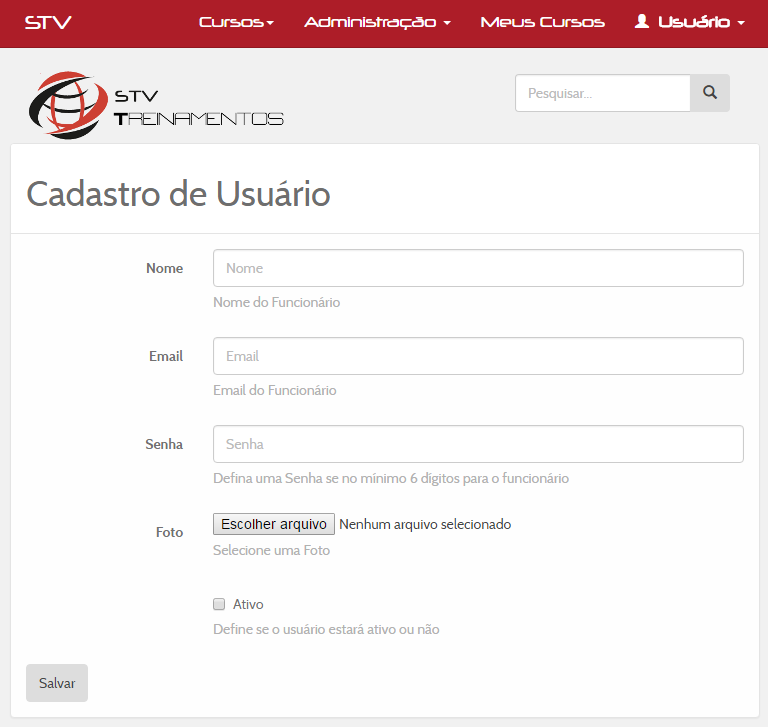 STV Cursos Administração Meus Cursos Usuário
STV
TREINAMENTOS
Pesquisar...
Cadastro de Usuário
Nome Nome
Nome do Funcionário
Email Email
Email do Funcionário
Senha Senha
Defina uma Senha se no mínimo 6 digitos para o funcionário
Foto Escolher arquivo Nenhum arquivo selecionado
Selecione uma Foto
Ativo
Define se o usuário estará ativo ou não
Salvar